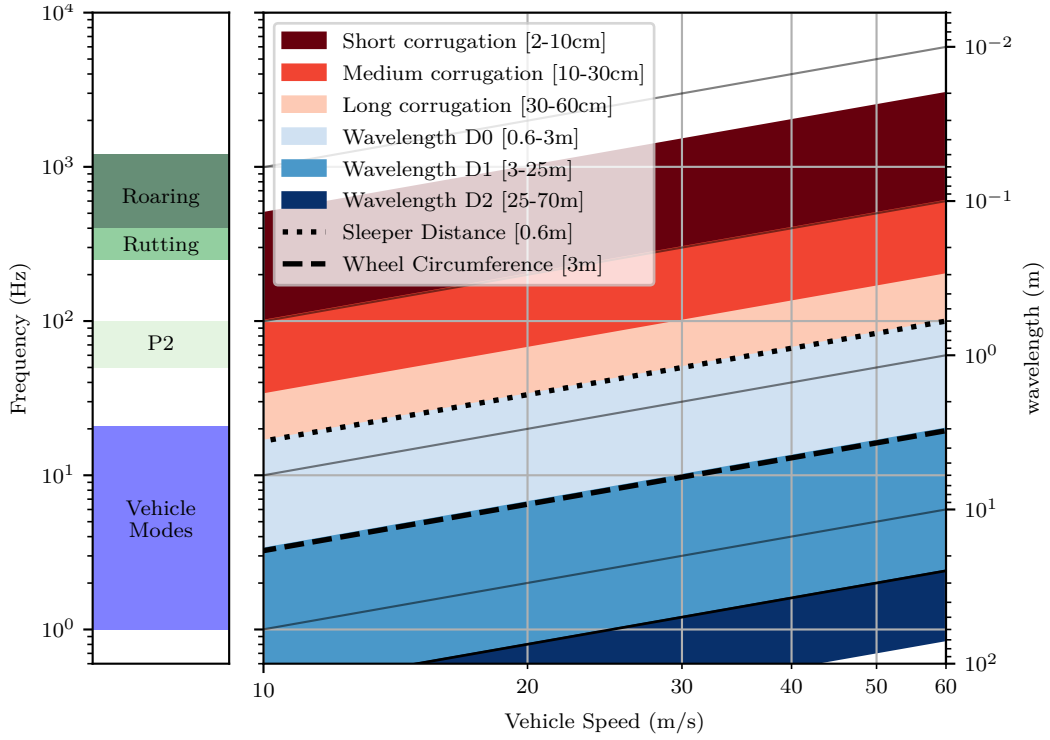 Frequency (Hz)
10^4
10^3
10^2
10^1
10^0
Roaring
Rutting
P2
Vehicle
Modes
Short corrugation [2-10cm]
Medium corrugation [10-30cm]
Long corrugation [30-60cm]
Wavelength D0 [0.6-3m]
Wavelength D1 [3-25m]
Wavelength D2 [25-70m]
Sleeper Distance [0.6m]
Wheel Circumference [3m]
10
20
30
40
50
60
Vehicle Speed (m/s)
10^-2
10^-1
10^0
10^1
10^2
wavelength (m)